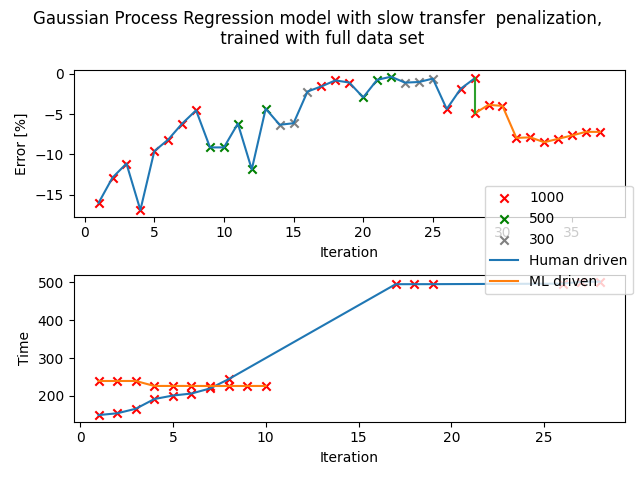 Gaussian Process Regression model with slow transfer  penalization,
trained with full data set
Error [%]
0
−5
−10
−15
0 5 10 15 20 25 30 35
Iteration
1000
500
300
Human driven
ML driven
Time
500
400
300
200
0 5 10 15 20 25
Iteration